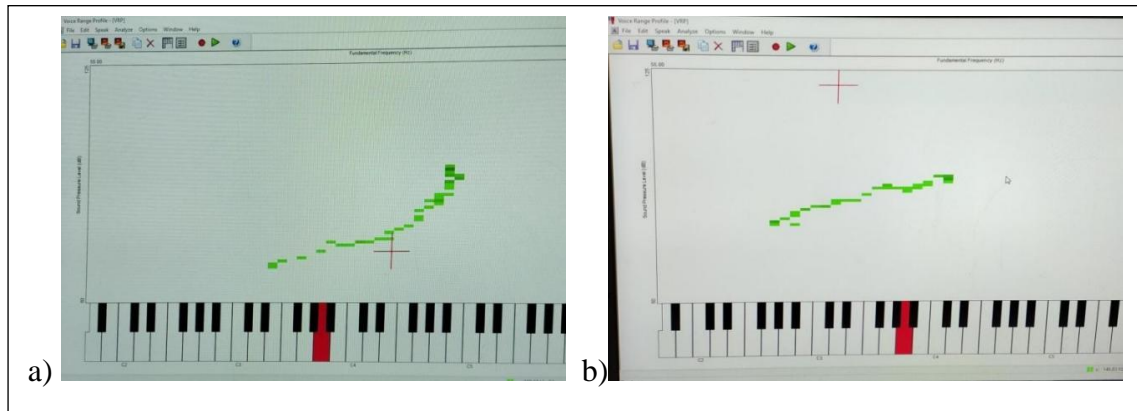 Voice Range Profile - [VRP]
File Edit Speak Analyze Options Window Help
Fundamental Frequency (Hz)
125
Sound Pressure Level (dB)
C2 C3 C4 C5
a)
Voice Range Profile - [VRP]
File Edit Speak Analyze Options Window Help
Fundamental Frequency (Hz)
125
Sound Pressure Level (dB)
C2 C3 C4 C5
b)